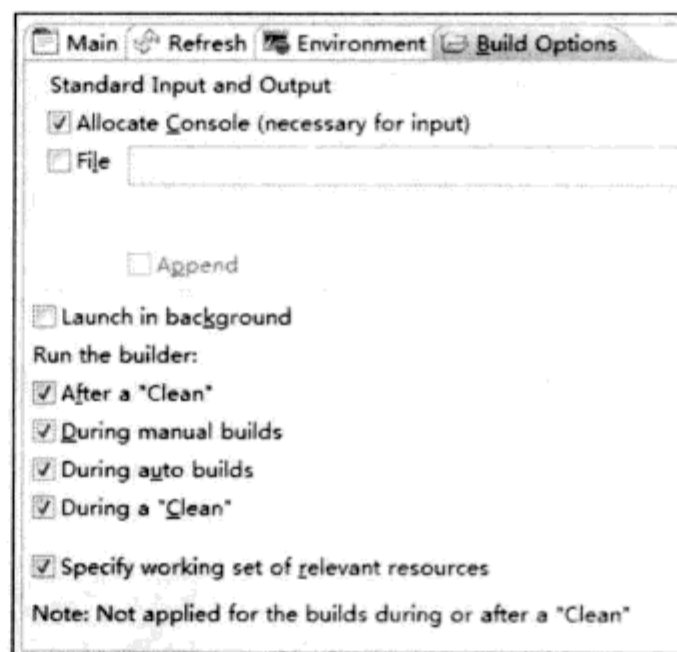 Main Refresh Environment Build Options
Standard Input and Output
Allocate Console (necessary for input)
File
Append
Launch in background
Run the builder:
After a "Clean"
During manual builds
During auto builds
During a "Clean"
Specify working set of relevant resources
Note: Not applied for the builds during or after a "Clean"